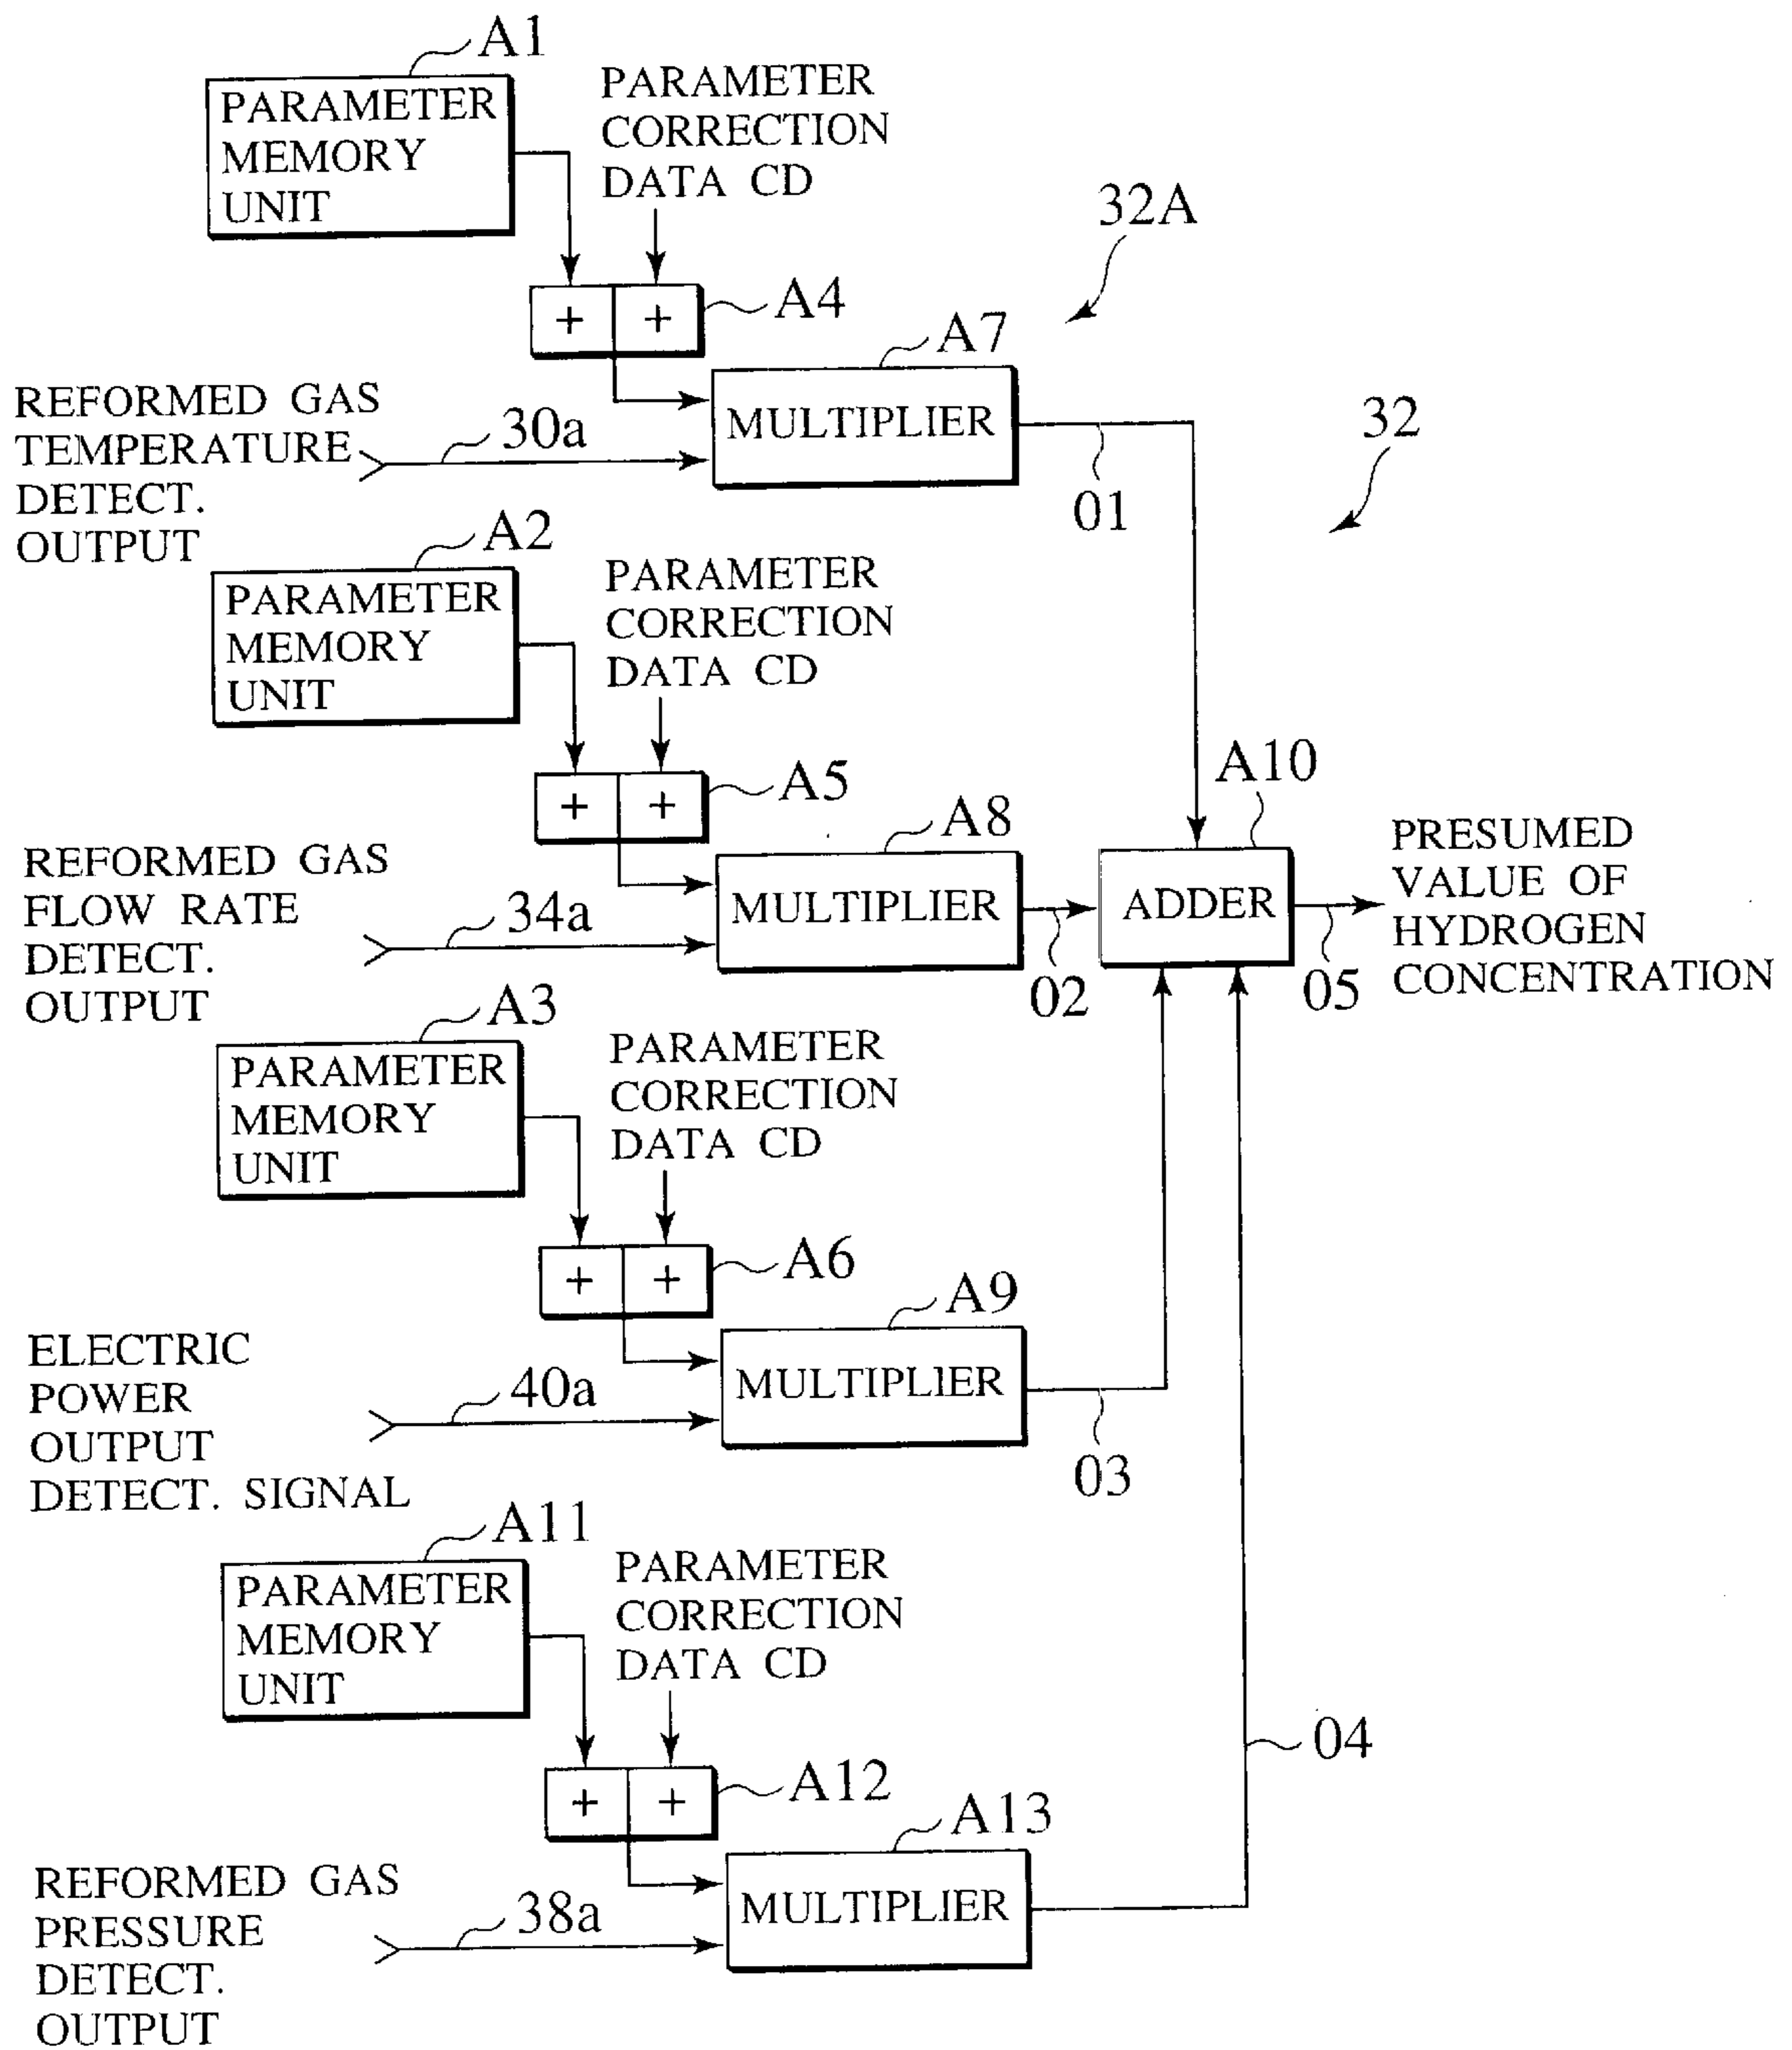 A1
PARAMETER
MEMORY
UNIT
PARAMETER
CORRECTION
DATA CD
32A
+ +
A4
A7
MULTIPLIER
REFORMED GAS
TEMPERATURE
DETECT.
OUTPUT
30a
01
32
A2
PARAMETER
MEMORY
UNIT
PARAMETER
CORRECTION
DATA CD
+ +
A5
A8
MULTIPLIER
REFORMED GAS
FLOW RATE
DETECT.
OUTPUT
34a
02
A10
ADDER
05
PRESUMED
VALUE OF
HYDROGEN
CONCENTRATION
A3
PARAMETER
MEMORY
UNIT
PARAMETER
CORRECTION
DATA CD
+ +
A6
A9
MULTIPLIER
ELECTRIC
POWER
OUTPUT
DETECT. SIGNAL
40a
03
A11
PARAMETER
MEMORY
UNIT
PARAMETER
CORRECTION
DATA CD
+ +
A12
A13
MULTIPLIER
REFORMED GAS
PRESSURE
DETECT.
OUTPUT
38a
04